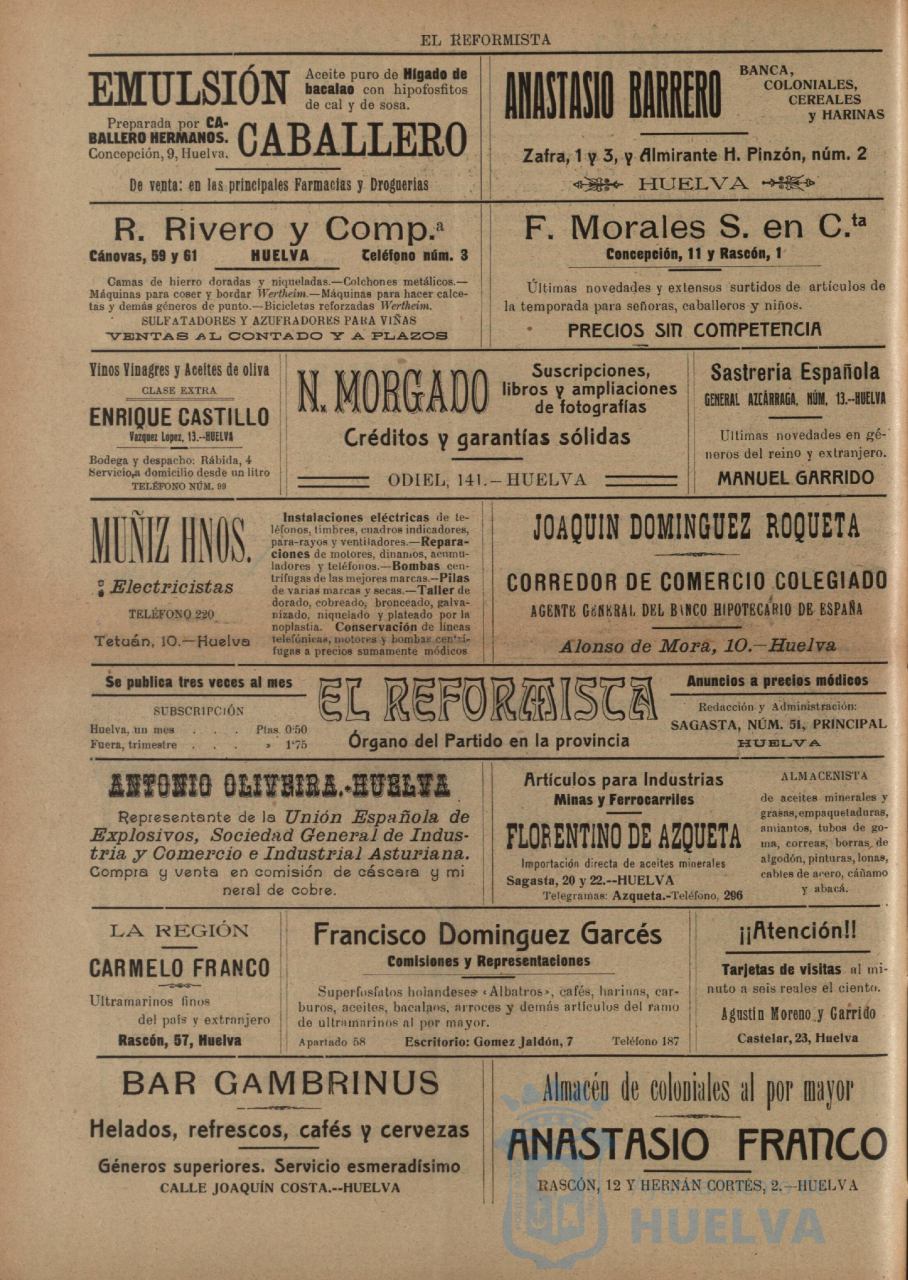 EL REFORMISTA
EMULSIÓN
Aceite puro de Hígado de
bacalao con hipofosfitos
de cal y de sosa.
Preparada por CA-
BALLERO HERMANOS.
Concepción, 9, Huelva.
CABALLERO
De venta: en las principales Farmacias y Droguerias
ANASTASIO BARRERO
BANCA,
COLONIALES,
CEREALES
y HARINAS
Zafra, 1 y 3, y Almirante H. Pinzón, núm. 2
HUELVA
R. Rivero y Comp.ª
Cánovas, 59 y 61 HUELVA Teléfono núm. 3
Camas de hierro doradas y niqueladas.—Colchones metálicos.—
Máquinas para coser y bordar Wertheim.—Máquinas para hacer calce-
tas y demás géneros de punto.—Bicicletas reforzadas Wertheim.
SULFATADORES Y AZUFRADORES PARA VIÑAS
VENTAS AL CONTADO Y A PLAZOS
F. Morales S. en C.ta
Concepción, 11 y Rascón, 1
Últimas novedades y extensos surtidos de artículos de
la temporada para señoras, caballeros y niños.
PRECIOS SIN COMPETENCIA
Vinos Vinagres y Aceites de oliva
CLASE EXTRA
ENRIQUE CASTILLO
Vazquez Lopez, 13.--HUELVA
Bodega y despacho: Rábida, 4
Servicio a domicilio desde un litro
TELÉFONO NÚM. 99
N. MORGADO
Suscripciones,
libros y ampliaciones
de fotografías
Créditos y garantías sólidas
ODIEL, 141.—HUELVA
Sastrería Española
GENERAL AZCÁRRAGA, NÚM. 13.--HUELVA
Ultimas novedades en gé-
neros del reino y extranjero.
MANUEL GARRIDO
MUÑIZ HNOS.
Electricistas
TELÉFONO 220
Tetuán, 10.—Huelva
Instalaciones eléctricas de te-
léfonos, timbres, cuadros indicadores,
para-rayos y ventiladores.—Repara-
ciones de motores, dinamos, acumu-
ladores y teléfonos.—Bombas cen-
trífugas de las mejores marcas.—Pilas
de varias marcas y secas.—Taller de
dorado, cobreado, bronceado, galva-
nizado, niquelado y plateado por la
noplastia. Conservación de líneas
telefónicas, motores y bombas centrí-
fugas a precios sumamente módicos
JOAQUIN DOMINGUEZ ROQUETA
CORREDOR DE COMERCIO COLEGIADO
AGENTE GENERAL DEL BANCO HIPOTECARIO DE ESPAÑA
Alonso de Mora, 10.—Huelva
Se publica tres veces al mes
SUBSCRIPCIÓN
Huelva, un mes . . . Ptas. 0'50
Fuera, trimestre . . . » 1'75
EL REFORMISTA
Órgano del Partido en la provincia
Anuncios a precios módicos
Redacción y Administración:
SAGASTA, NÚM. 51, PRINCIPAL
HUELVA
ANTONIO OLIVEIRA.-HUELVA
Representante de la Unión Española de
Explosivos, Sociedad General de Indus-
tria y Comercio e Industrial Asturiana.
Compra y venta en comisión de cáscara y mi
neral de cobre.
Artículos para Industrias
Minas y Ferrocarriles
FLORENTINO DE AZQUETA
Importación directa de aceites minerales
Sagasta, 20 y 22.--HUELVA
Telegramas: Azqueta.-Teléfono, 296
ALMACENISTA
de aceites minerales y
grasas, empaquetaduras,
amiantos, tubos de go-
ma, correas, borras de
algodón, pinturas, lonas,
cables de acero, cáñamo
y abacá.
LA REGIÓN
CARMELO FRANCO
Ultramarinos finos
del país y extranjero
Rascón, 57, Huelva
Francisco Dominguez Garcés
Comisiones y Representaciones
Superfosfatos holandeses «Albatros», cafés, harinas, car-
buros, aceites, bacalaos, arroces y demás artículos del ramo
de ultramarinos al por mayor.
Apartado 58 Escritorio: Gomez Jaldón, 7 Teléfono 187
¡¡Atención!!
Tarjetas de visitas al mi-
nuto a seis reales el ciento.
Agustin Moreno y Garrido
Castelar, 23, Huelva
BAR GAMBRINUS
Helados, refrescos, cafés y cervezas
Géneros superiores. Servicio esmeradísimo
CALLE JOAQUÍN COSTA.--HUELVA
Almacén de coloniales al por mayor
ANASTASIO FRANCO
RASCÓN, 12 Y HERNÁN CORTÉS, 2.—HUELVA
HUELVA